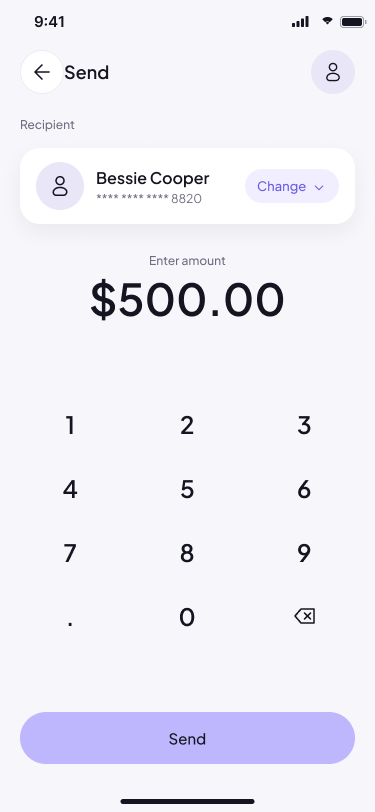 9:41
Send
Recipient
Bessie Cooper
**** **** **** 8820
Change
Enter amount
$500.00
1 2 3
4 5 6
7 8 9
. 0
Send